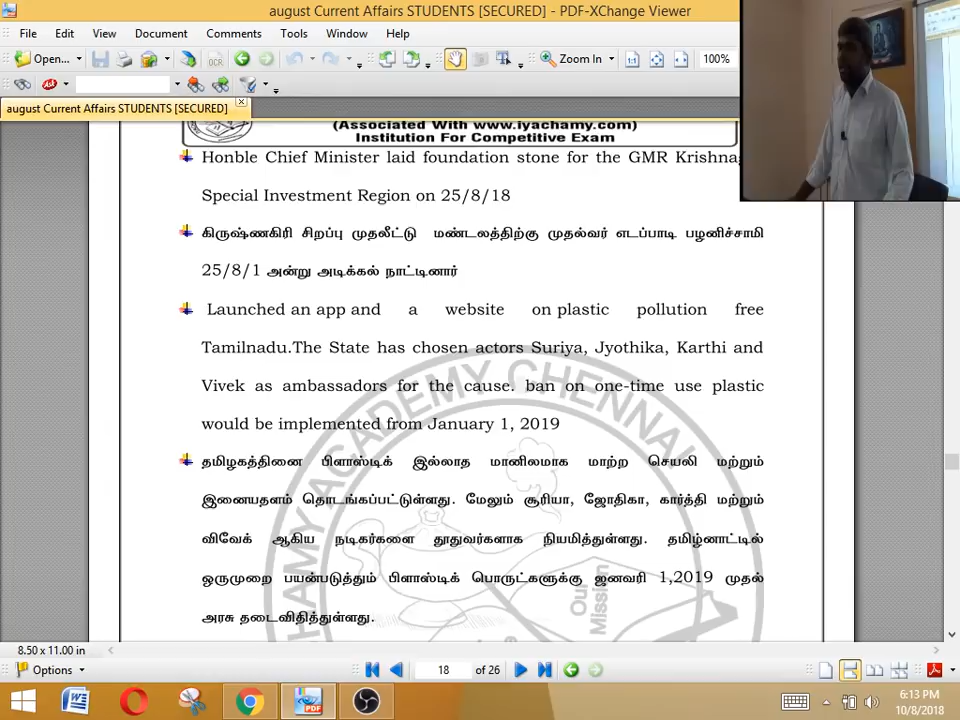 august Current Affairs STUDENTS [SECURED] - PDF-XChange Viewer
File Edit View Document Comments Tools Window Help
Open... OCR Zoom In 100%
august Current Affairs STUDENTS [SECURED]
(Associated With www.iyachamy.com)
Institution For Competitive Exam
Honble Chief Minister laid foundation stone for the GMR
Special Investment Region on 25/8/18
கிருஷ்ணகிரி சிறப்பு முதலீட்டு மண்டலத்திற்கு முதல்வர் எடப்பாடி பழனிச்சாமி
25/8/1 அன்று அடிக்கல் நாட்டினார்
Launched an app and a website on plastic pollution free
Tamilnadu.The State has chosen actors Suriya, Jyothika, Karthi and
Vivek as ambassadors for the cause. ban on one-time use plastic
would be implemented from January 1, 2019
தமிழகத்தினை பிளாஸ்டிக் இல்லாத மானிலமாக மாற்ற செயலி மற்றும்
இனையதளம் தொடங்கப்பட்டுள்ளது. மேலும் சூரியா, ஜோதிகா, கார்த்தி மற்றும்
விவேக் ஆகிய நடிகர்களை தூதுவர்களாக நியமித்துள்ளது. தமிழ்னாட்டில்
ஒருமுறை பயன்படுத்தும் பிளாஸ்டிக் பொருட்களுக்கு ஜனவரி 1,2019 முதல்
அரசு தடைவிதித்துள்ளது.
ACADEMY CHENNAI
Our Mission
8.50 x 11.00 in
Options 18 of 26
6:13 PM
10/8/2018